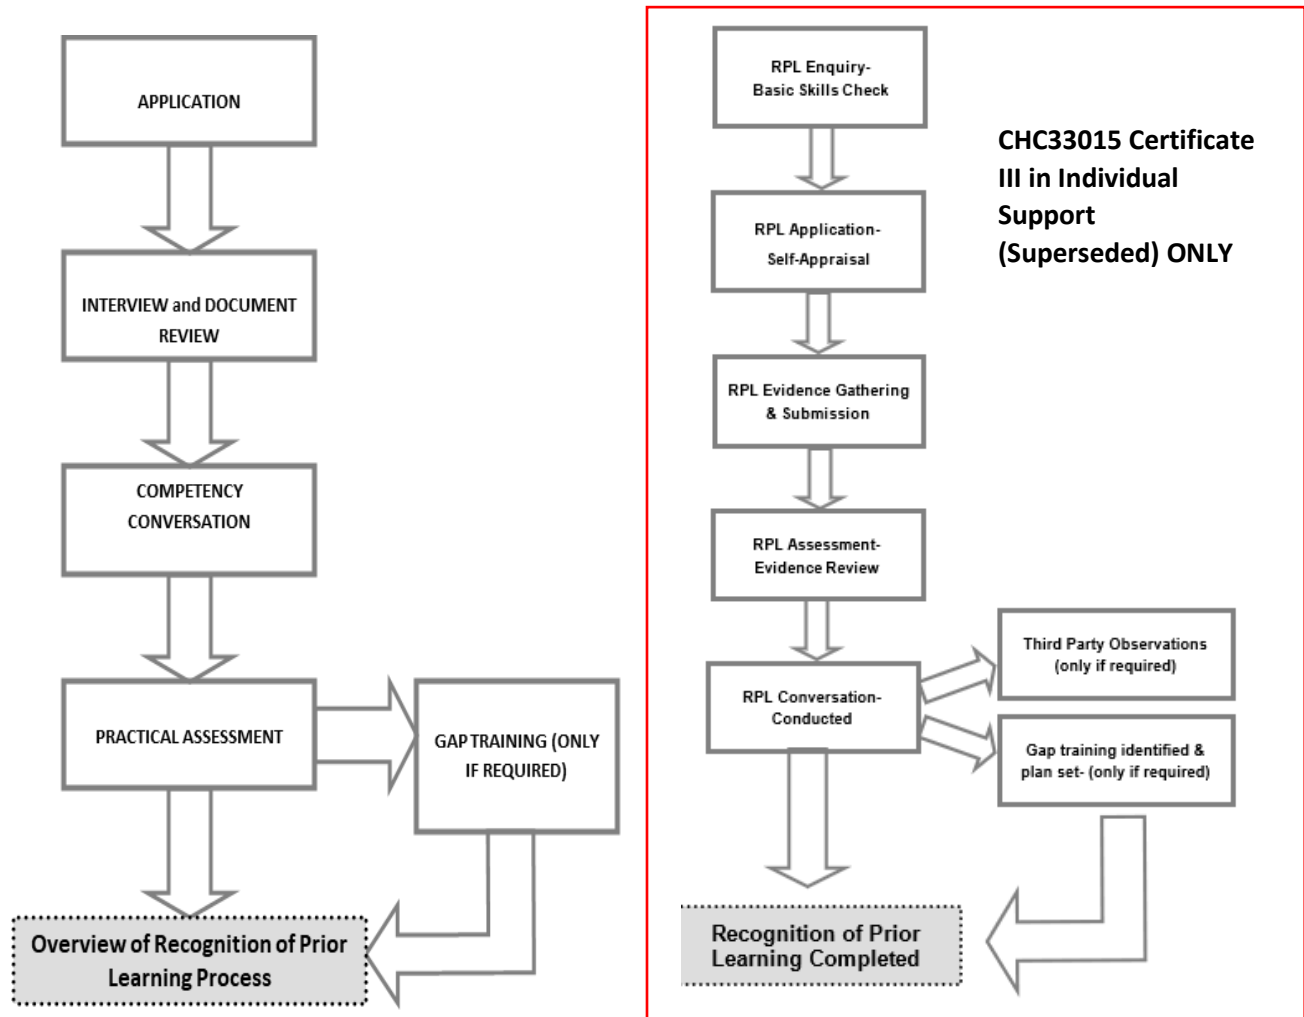 APPLICATION
INTERVIEW and DOCUMENT
REVIEW
COMPETENCY
CONVERSATION
PRACTICAL ASSESSMENT
GAP TRAINING (ONLY
IF REQUIRED)
Overview of Recognition of Prior
Learning Process
RPL Enquiry-
Basic Skills Check
CHC33015 Certificate
III in Individual
Support
(Superseded) ONLY
RPL Application-
Self-Appraisal
RPL Evidence Gathering
& Submission
RPL Assessment-
Evidence Review
RPL Conversation-
Conducted
Third Party Observations
(only if required)
Gap training identified &
plan set- (only if required)
Recognition of Prior
Learning Completed